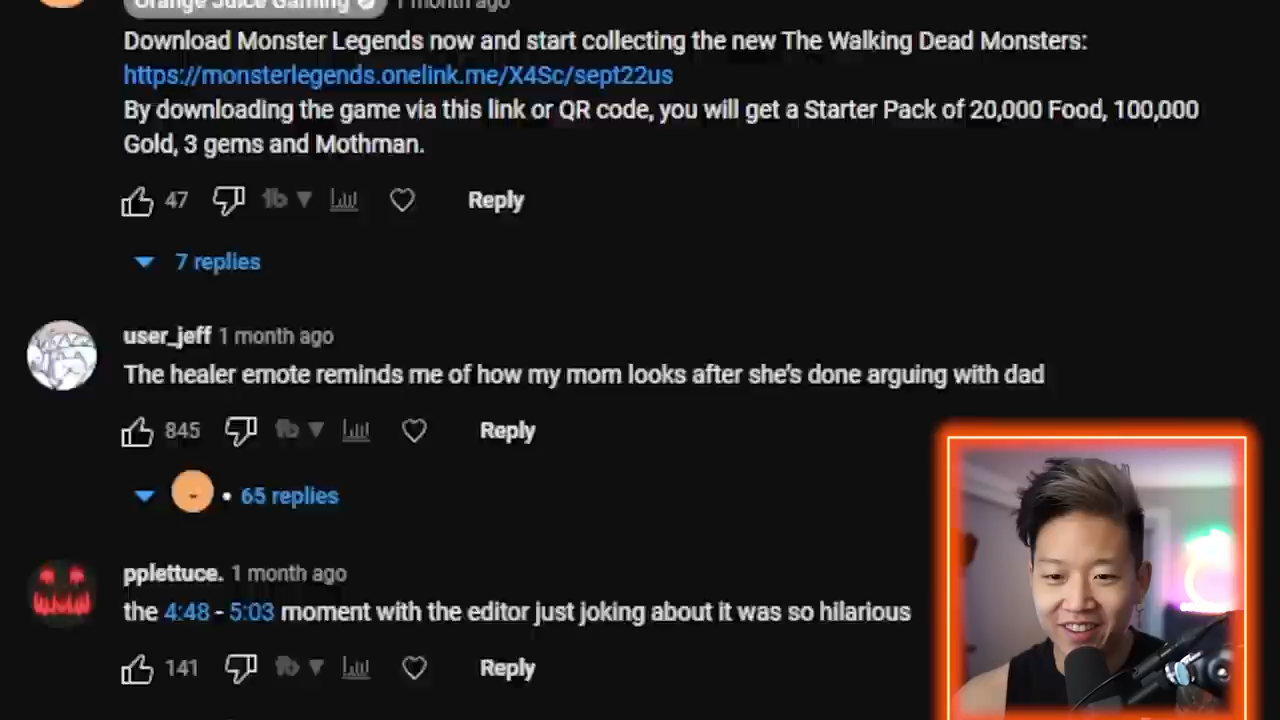 Orange Juice Gaming 1 month ago
Download Monster Legends now and start collecting the new The Walking Dead Monsters:
https://monsterlegends.onelink.me/X4Sc/sept22us
By downloading the game via this link or QR code, you will get a Starter Pack of 20,000 Food, 100,000
Gold, 3 gems and Mothman.
47 Reply
7 replies
user_jeff 1 month ago
The healer emote reminds me of how my mom looks after she's done arguing with dad
845 Reply
• 65 replies
pplettuce. 1 month ago
the 4:48 - 5:03 moment with the editor just joking about it was so hilarious
141 Reply